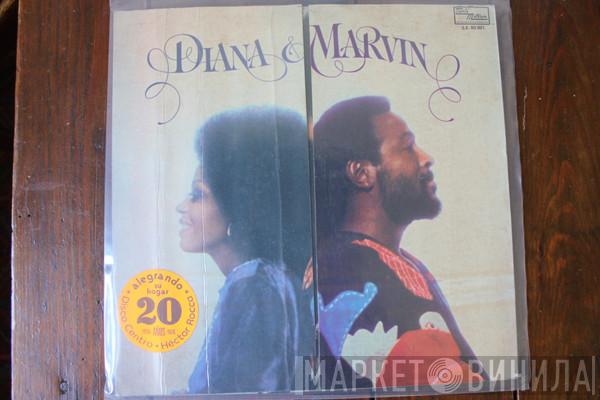 DIANA & MARVIN
alegrando
su
hogar
20
AÑOS
Disco Centro • Héctor Rocco
МАРКЕТ ВИНИЛА